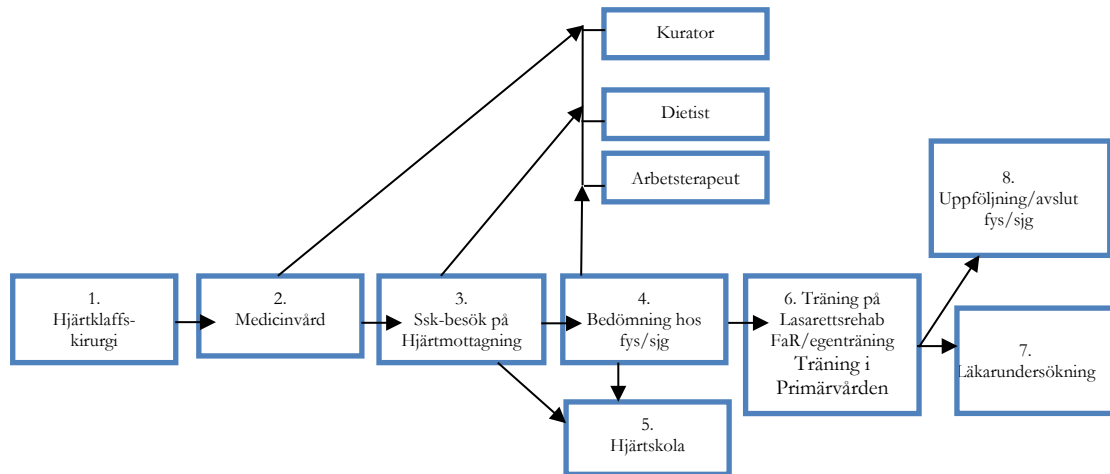 Kurator
Dietist
Arbetsterapeut
8.
Uppföljning/avslut
fys/sjg
1.
Hjärtklaffs-
kirurgi
2.
Medicinvård
3.
Ssk-besök på
Hjärtmottagning
4.
Bedömning hos
fys/sjg
6. Träning på
Lasarettsrehab
FaR/egenträning
Träning i
Primärvården
7.
Läkarundersökning
5.
Hjärtskola